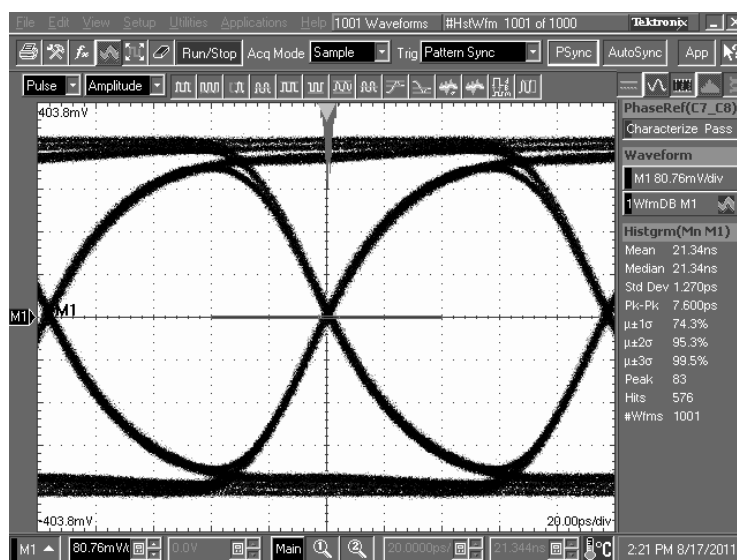 File Edit View Setup Utilities Applications Help 1001 Waveforms #HstWfm 1001 of 1000 Tektronix
Run/Stop Acq Mode Sample Trig Pattern Sync PSync AutoSync App
Pulse Amplitude
403.8mV
PhaseRef(C7_C8)
Characterize Pass
Waveform
M1 80.76mV/div
1WfmDB M1
Histgrm(Mn M1)
Mean 21.34ns
Median 21.34ns
Std Dev 1.270ps
Pk-Pk 7.600ps
µ±1σ 74.3%
µ±2σ 95.3%
µ±3σ 99.5%
Peak 83
Hits 576
#Wfms 1001
M1
M1
-403.8mV
20.00ps/div
M1 80.76mV/ 0.0V Main 1 2 20.0000ps/ 21.344ns °C 2:21 PM 8/17/2011